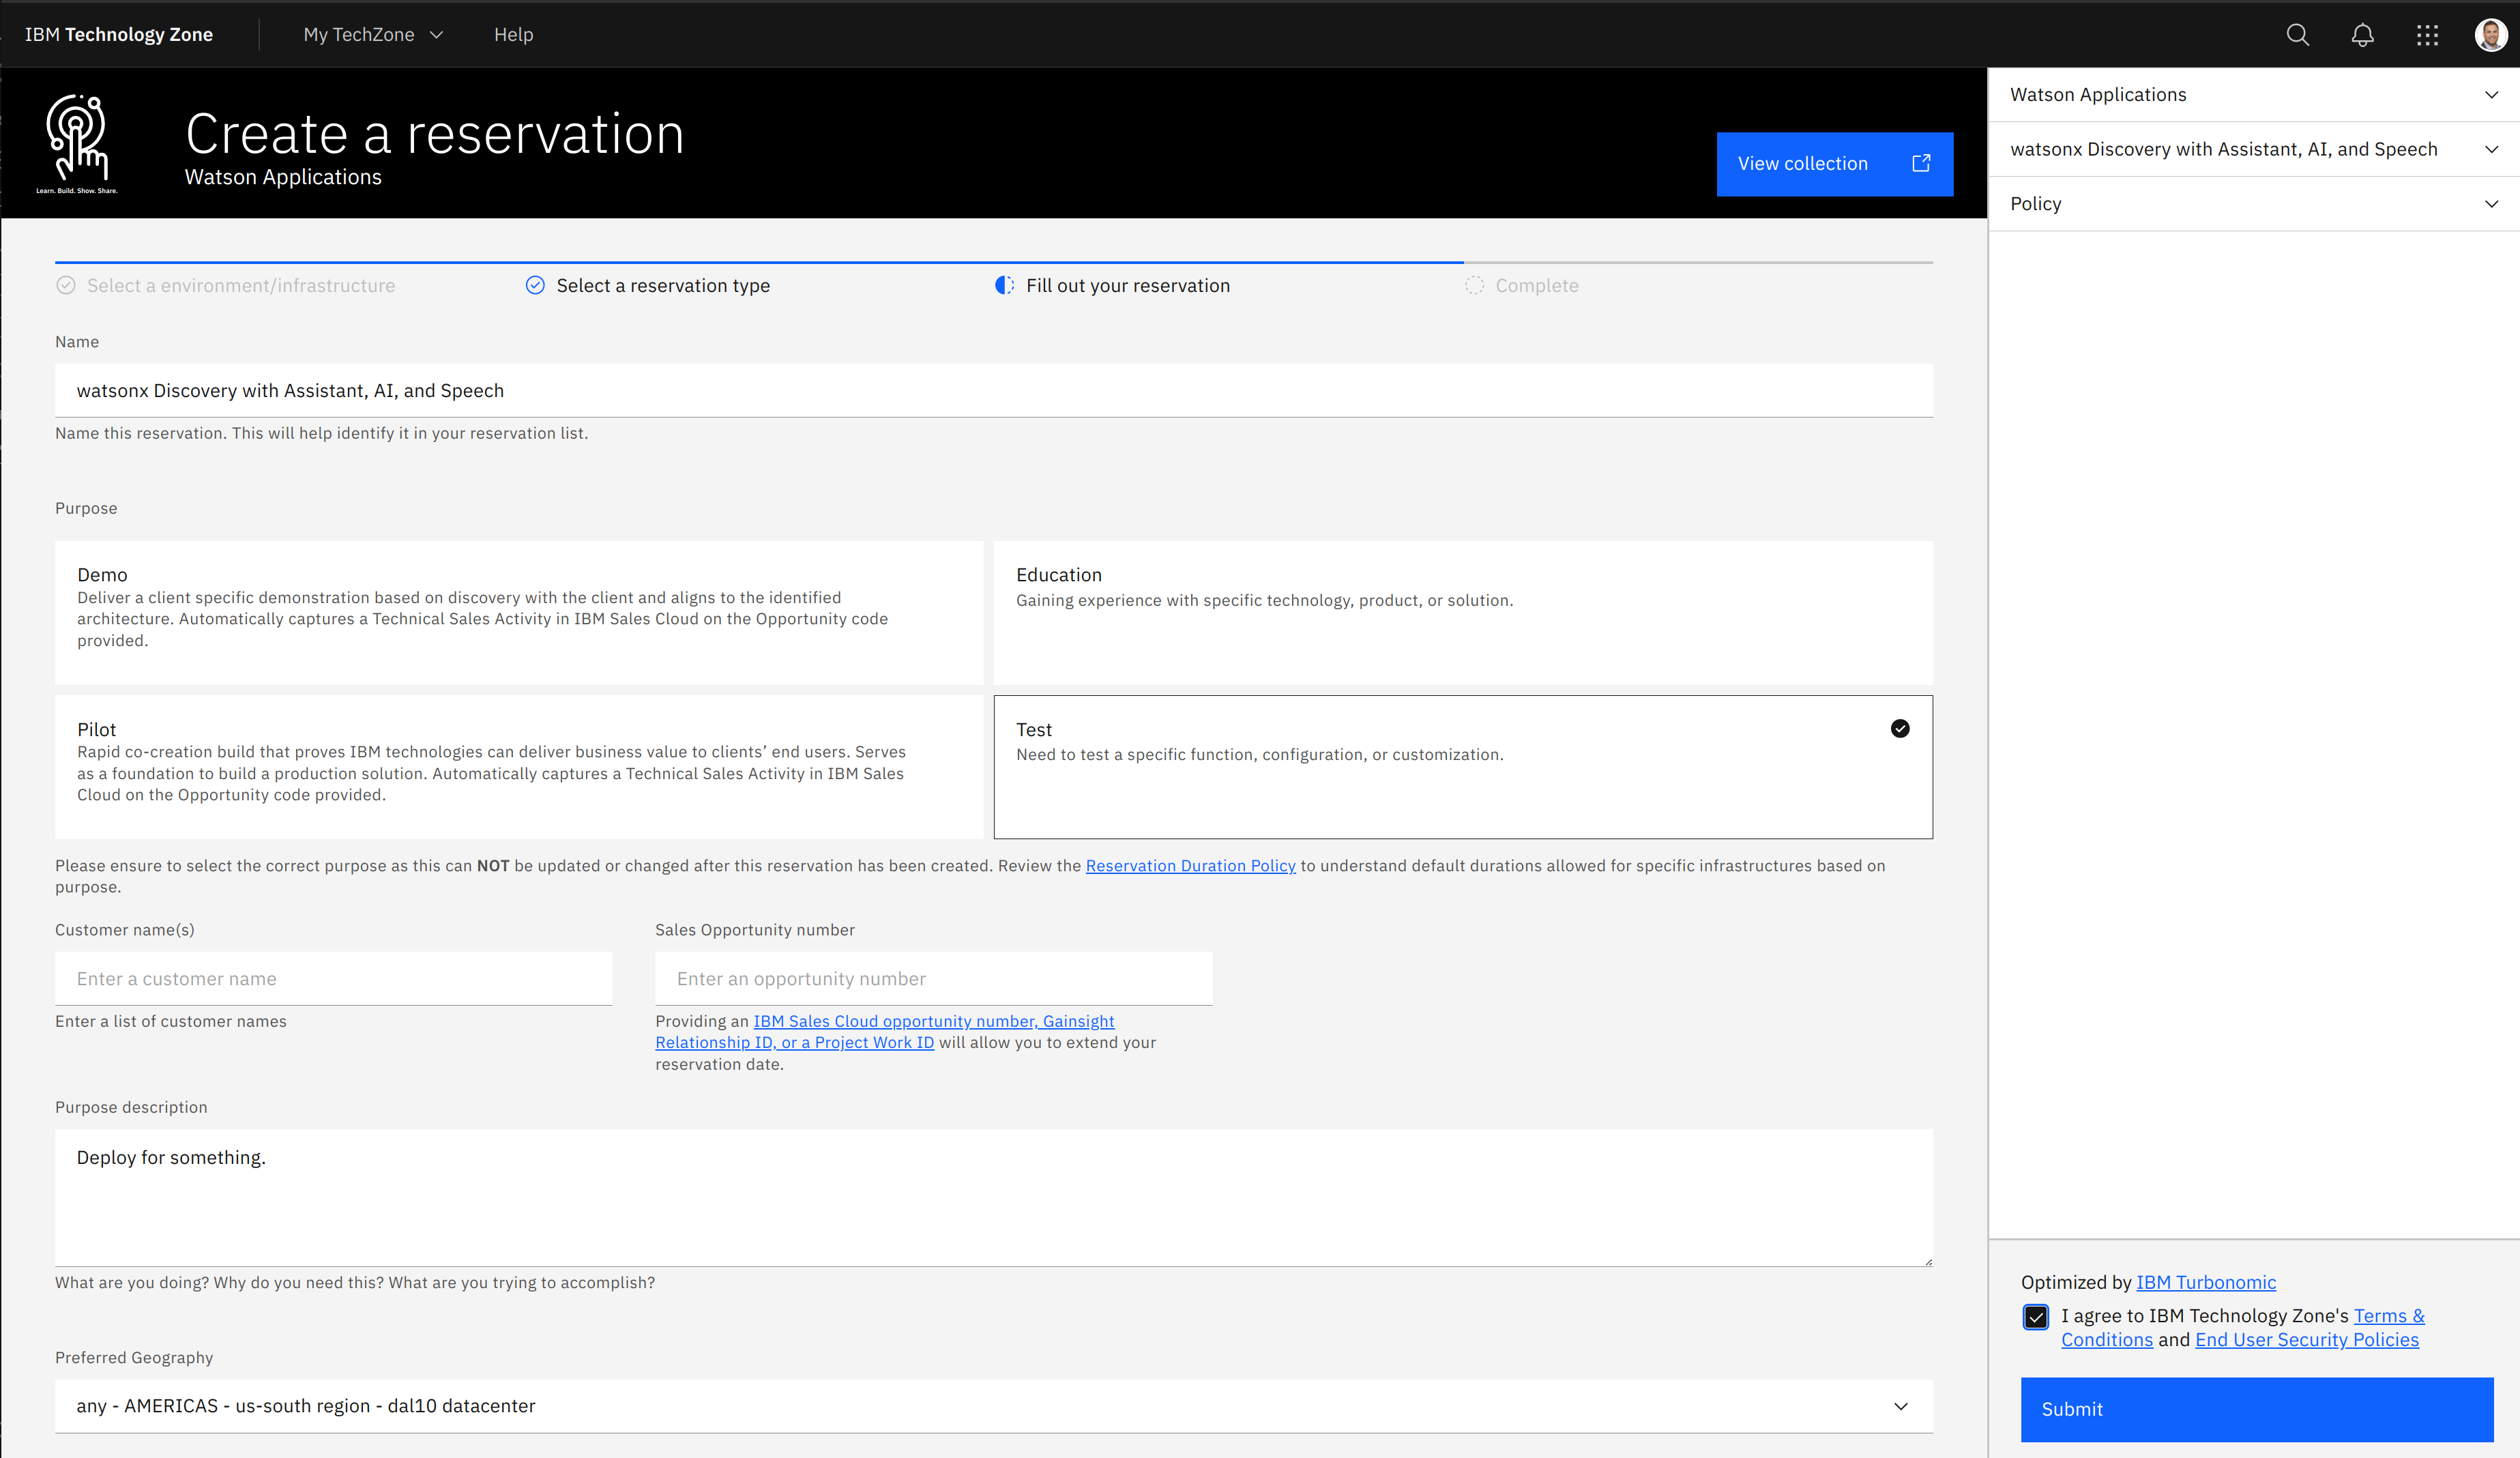 IBM Technology Zone
My TechZone
Help
Learn. Build. Show. Share.
Create a reservation
Watson Applications
View collection
Watson Applications
watsonx Discovery with Assistant, AI, and Speech
Policy
Select a environment/infrastructure
Select a reservation type
Fill out your reservation
Complete
Name
watsonx Discovery with Assistant, AI, and Speech
Name this reservation. This will help identify it in your reservation list.
Purpose
Demo
Deliver a client specific demonstration based on discovery with the client and aligns to the identified
architecture. Automatically captures a Technical Sales Activity in IBM Sales Cloud on the Opportunity code
provided.
Education
Gaining experience with specific technology, product, or solution.
Pilot
Rapid co-creation build that proves IBM technologies can deliver business value to clients’ end users. Serves
as a foundation to build a production solution. Automatically captures a Technical Sales Activity in IBM Sales
Cloud on the Opportunity code provided.
Test
Need to test a specific function, configuration, or customization.
Please ensure to select the correct purpose as this can NOT be updated or changed after this reservation has been created. Review the Reservation Duration Policy to understand default durations allowed for specific infrastructures based on
purpose.
Customer name(s)
Enter a customer name
Enter a list of customer names
Sales Opportunity number
Enter an opportunity number
Providing an IBM Sales Cloud opportunity number, Gainsight
Relationship ID, or a Project Work ID will allow you to extend your
reservation date.
Purpose description
Deploy for something.
What are you doing? Why do you need this? What are you trying to accomplish?
Preferred Geography
any - AMERICAS - us-south region - dal10 datacenter
Optimized by IBM Turbonomic
I agree to IBM Technology Zone's Terms &
Conditions and End User Security Policies
Submit